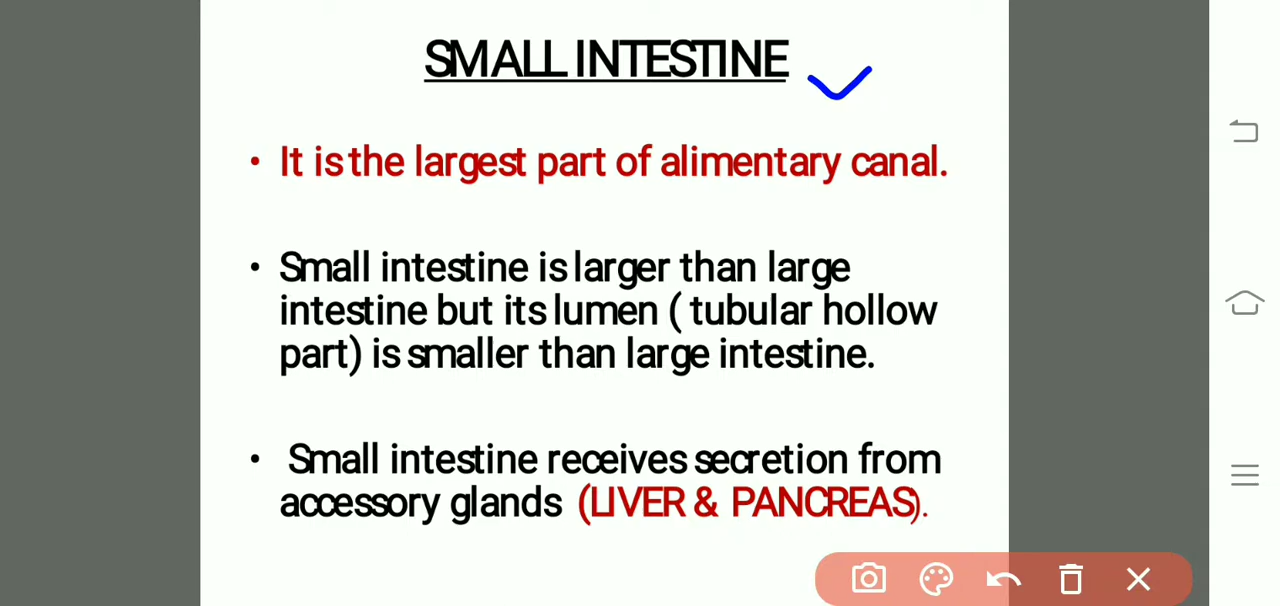 SMALL INTESTINE
• It is the largest part of alimentary canal.
• Small intestine is larger than large
intestine but its lumen ( tubular hollow
part) is smaller than large intestine.
• Small intestine receives secretion from
accessory glands (LIVER & PANCREAS).